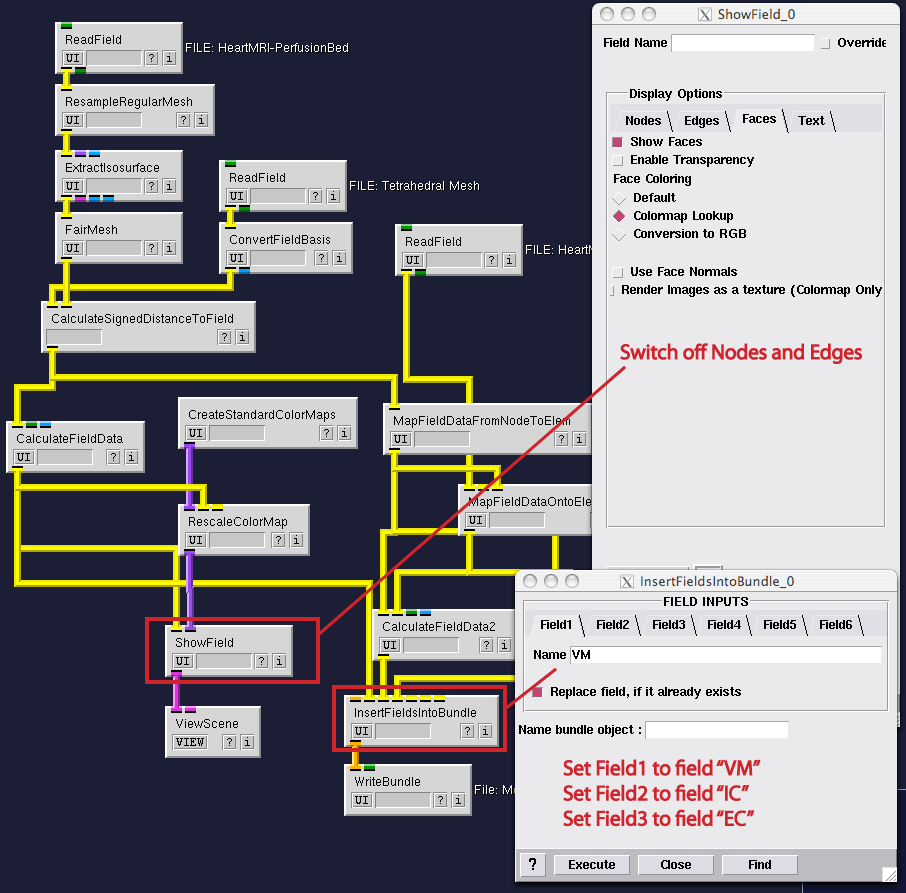 ReadField
UI ? i
FILE: HeartMRI-PerfusionBed
ResampleRegularMesh
UI ? i
ExtractIsosurface
UI ? i
ReadField
UI ? i
FILE: Tetrahedral Mesh
FairMesh
UI ? i
ConvertFieldBasis
UI ? i
ReadField
UI ? i
CalculateSignedDistanceToField
? i
CalculateFieldData
UI ? i
CreateStandardColorMaps
UI ? i
MapFieldDataFromNodeToElem
UI ? i
MapFieldDataOntoEle
UI
RescaleColorMap
UI ? i
ShowField
UI ? i
CalculateFieldData2
UI ? i
ViewScene
VIEW ? i
InsertFieldsIntoBundle
UI ? i
WriteBundle
UI ? i
ShowField_0
Field Name
Override
Display Options
Nodes Edges Faces Text
Show Faces
Enable Transparency
Face Coloring
Default
Colormap Lookup
Conversion to RGB
Use Face Normals
Render Images as a texture (Colormap Only
Switch off Nodes and Edges
InsertFieldsIntoBundle_0
FIELD INPUTS
Field1 Field2 Field3 Field4 Field5 Field6
Name VM
Replace field, if it already exists
Name bundle object :
Set Field1 to field “VM”
Set Field2 to field “IC”
Set Field3 to field “EC”
? Execute Close Find